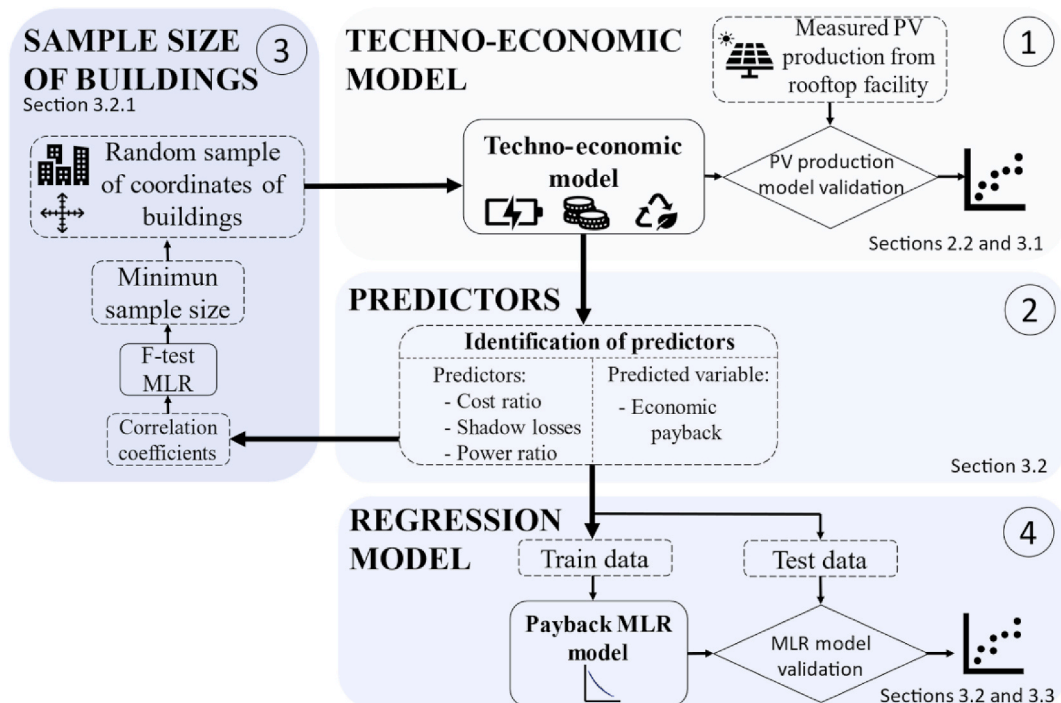 SAMPLE SIZE
OF BUILDINGS
3
Section 3.2.1
Random sample
of coordinates of
buildings
Minimun
sample size
F-test
MLR
Correlation
coefficients
TECHNO-ECONOMIC
MODEL
1
Measured PV
production from
rooftop facility
Techno-economic
model
PV production
model validation
Sections 2.2 and 3.1
PREDICTORS
2
Identification of predictors
Predictors:
- Cost ratio
- Shadow losses
- Power ratio
Predicted variable:
- Economic
payback
Section 3.2
REGRESSION
MODEL
4
Train data
Test data
Payback MLR
model
MLR model
validation
Sections 3.2 and 3.3